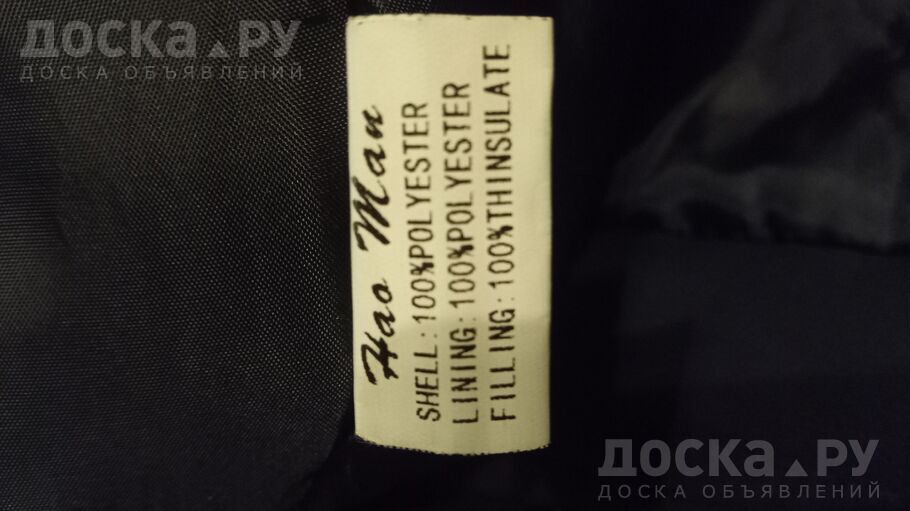 ДОСКА.РУ
ДОСКА ОБЪЯВЛЕНИЙ
Hao Man
SHELL:100%POLYESTER
LINING:100%POLYESTER
FILLING:100%THINSULATE
ДОСКА.РУ
ДОСКА ОБЪЯВЛЕНИЙ